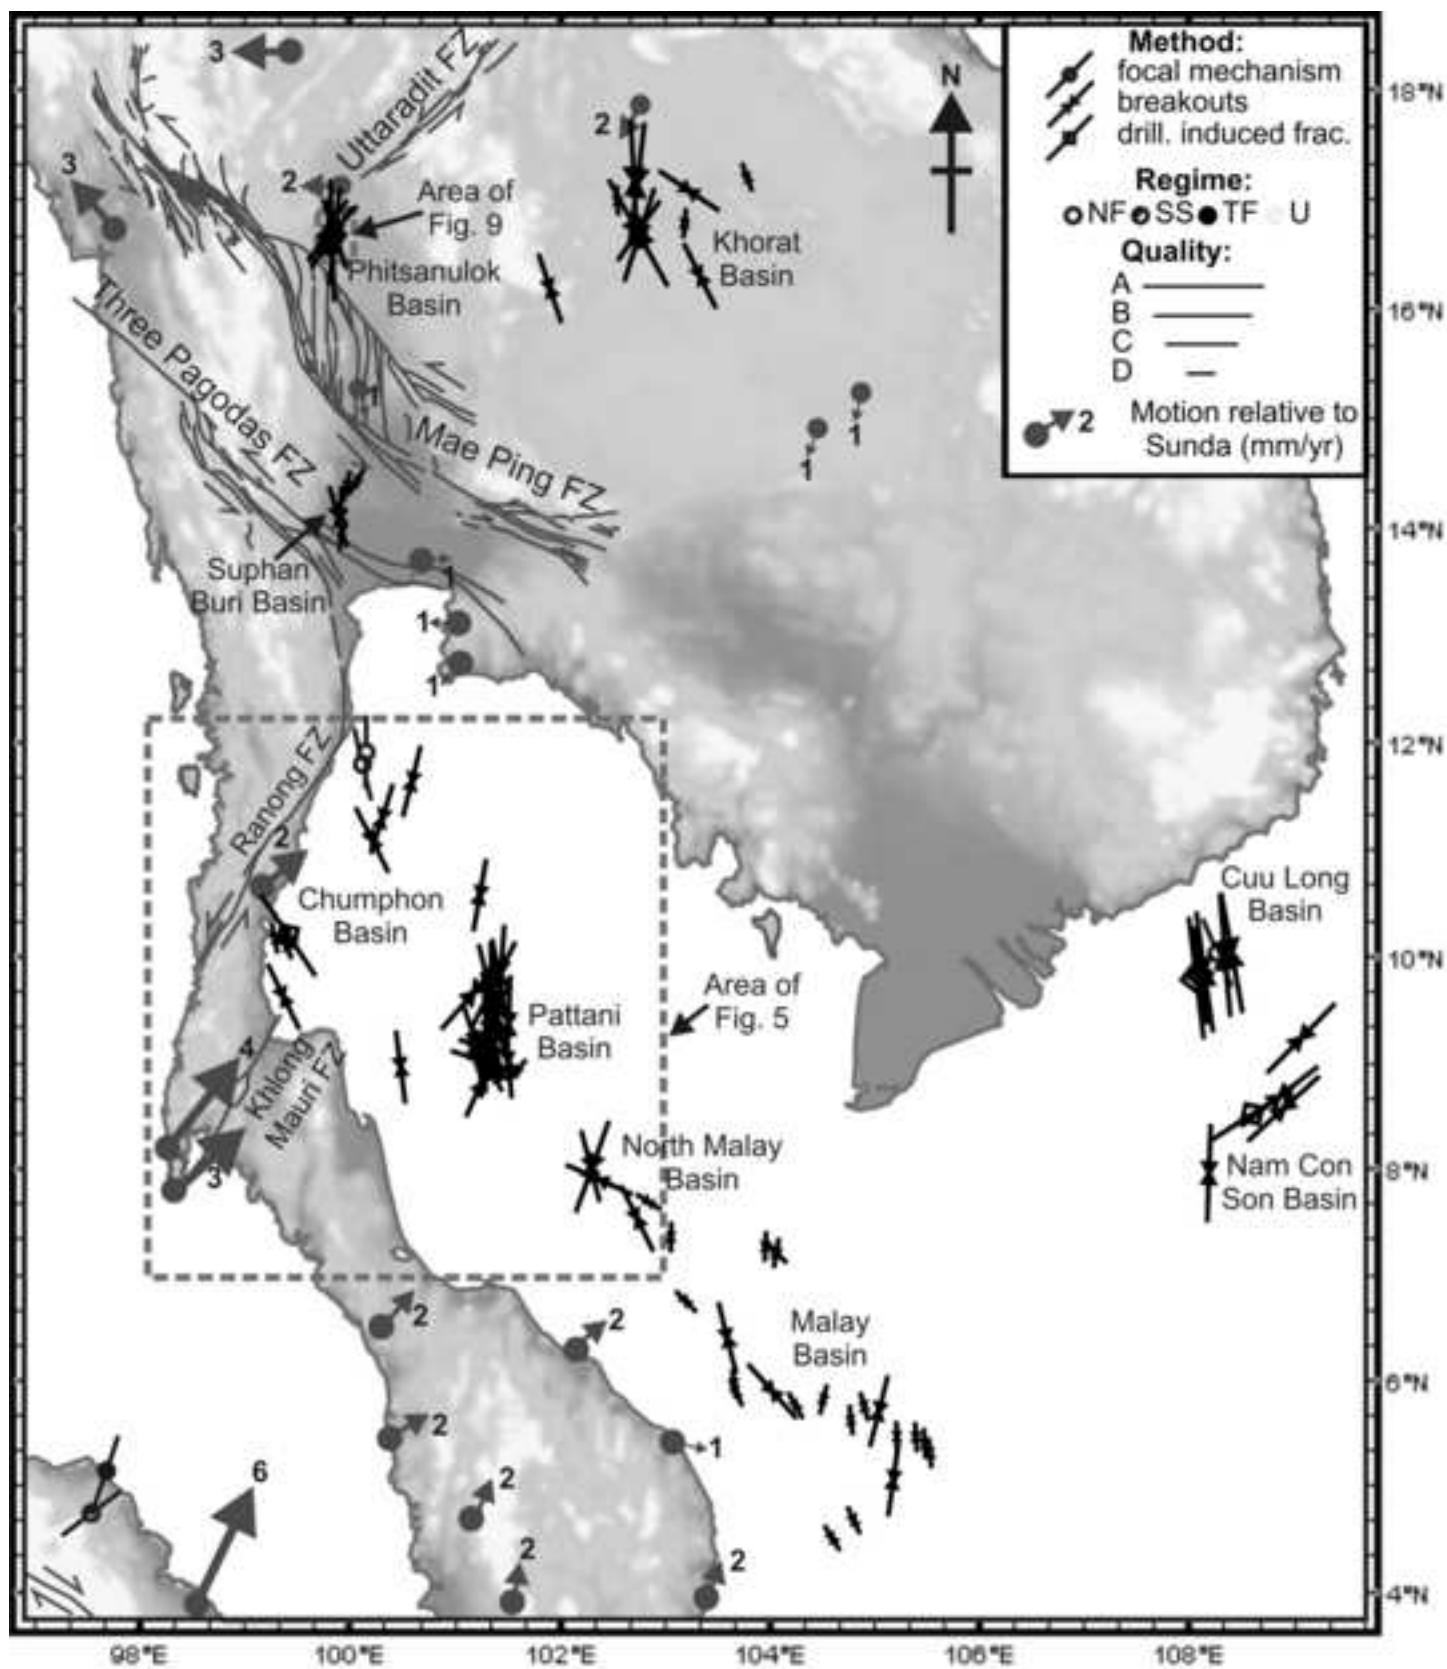 Method:
focal mechanism
breakouts
drill. induced frac.
Regime:
NF SS TF U
Quality:
A
B
C
D
2 Motion relative to
Sunda (mm/yr)
N
3
Uttaradit FZ
2
18°N
3
2
Area of
Fig. 9
Khorat
Basin
Phitsanulok
Basin
16°N
Three Pagodas FZ
1
Mae Ping FZ
1
1
14°N
Suphan
Buri Basin
1
1
1
12°N
Ranong FZ
2
Chumphon
Basin
Cuu Long
Basin
10°N
Area of
Fig. 5
Pattani
Basin
4
Khlong
Mauri FZ
3
North Malay
Basin
8°N
Nam Con
Son Basin
2
2
Malay
Basin
6°N
2
1
6
2
2
2
4°N
98°E 100°E 102°E 104°E 106°E 108°E